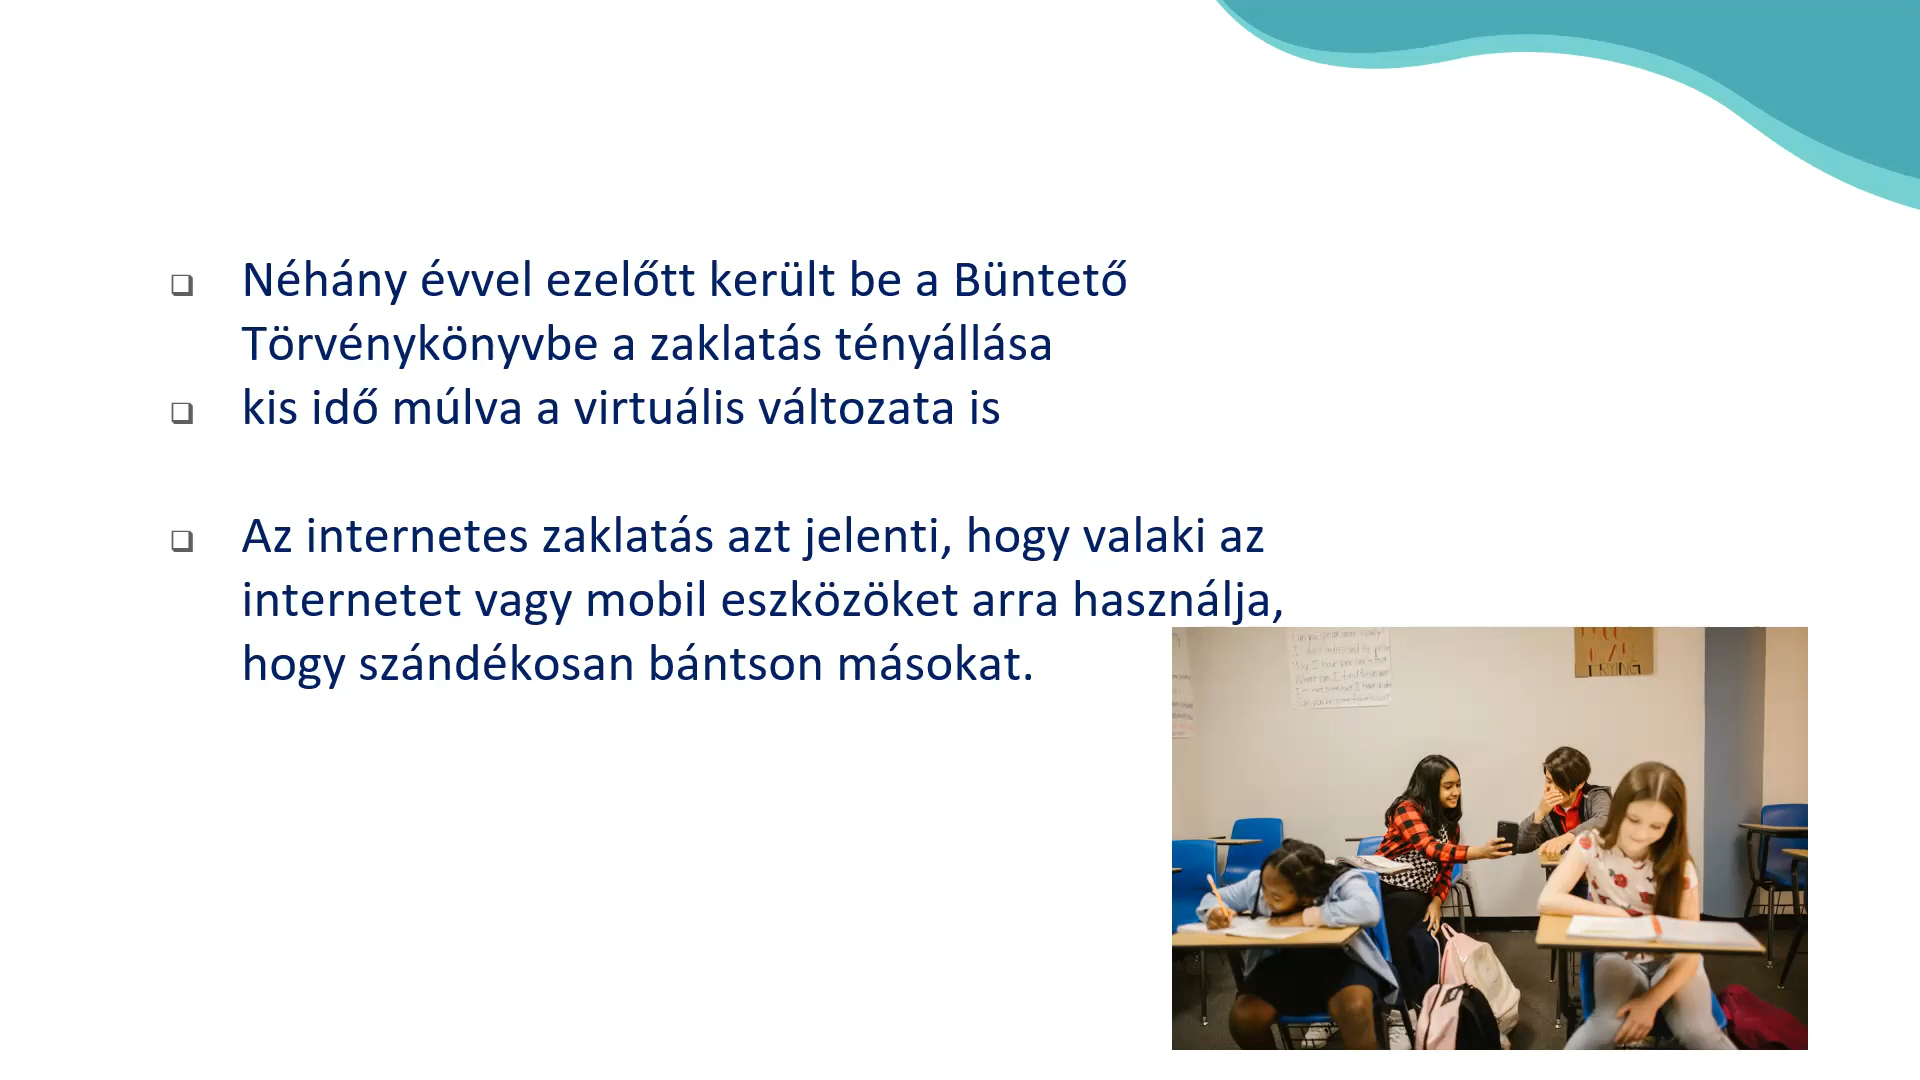 Néhány évvel ezelőtt került be a Büntető
Törvénykönyvbe a zaklatás tényállása
kis idő múlva a virtuális változata is
Az internetes zaklatás azt jelenti, hogy valaki az
internetet vagy mobil eszközöket arra használja,
hogy szándékosan bántson másokat.
TRYING